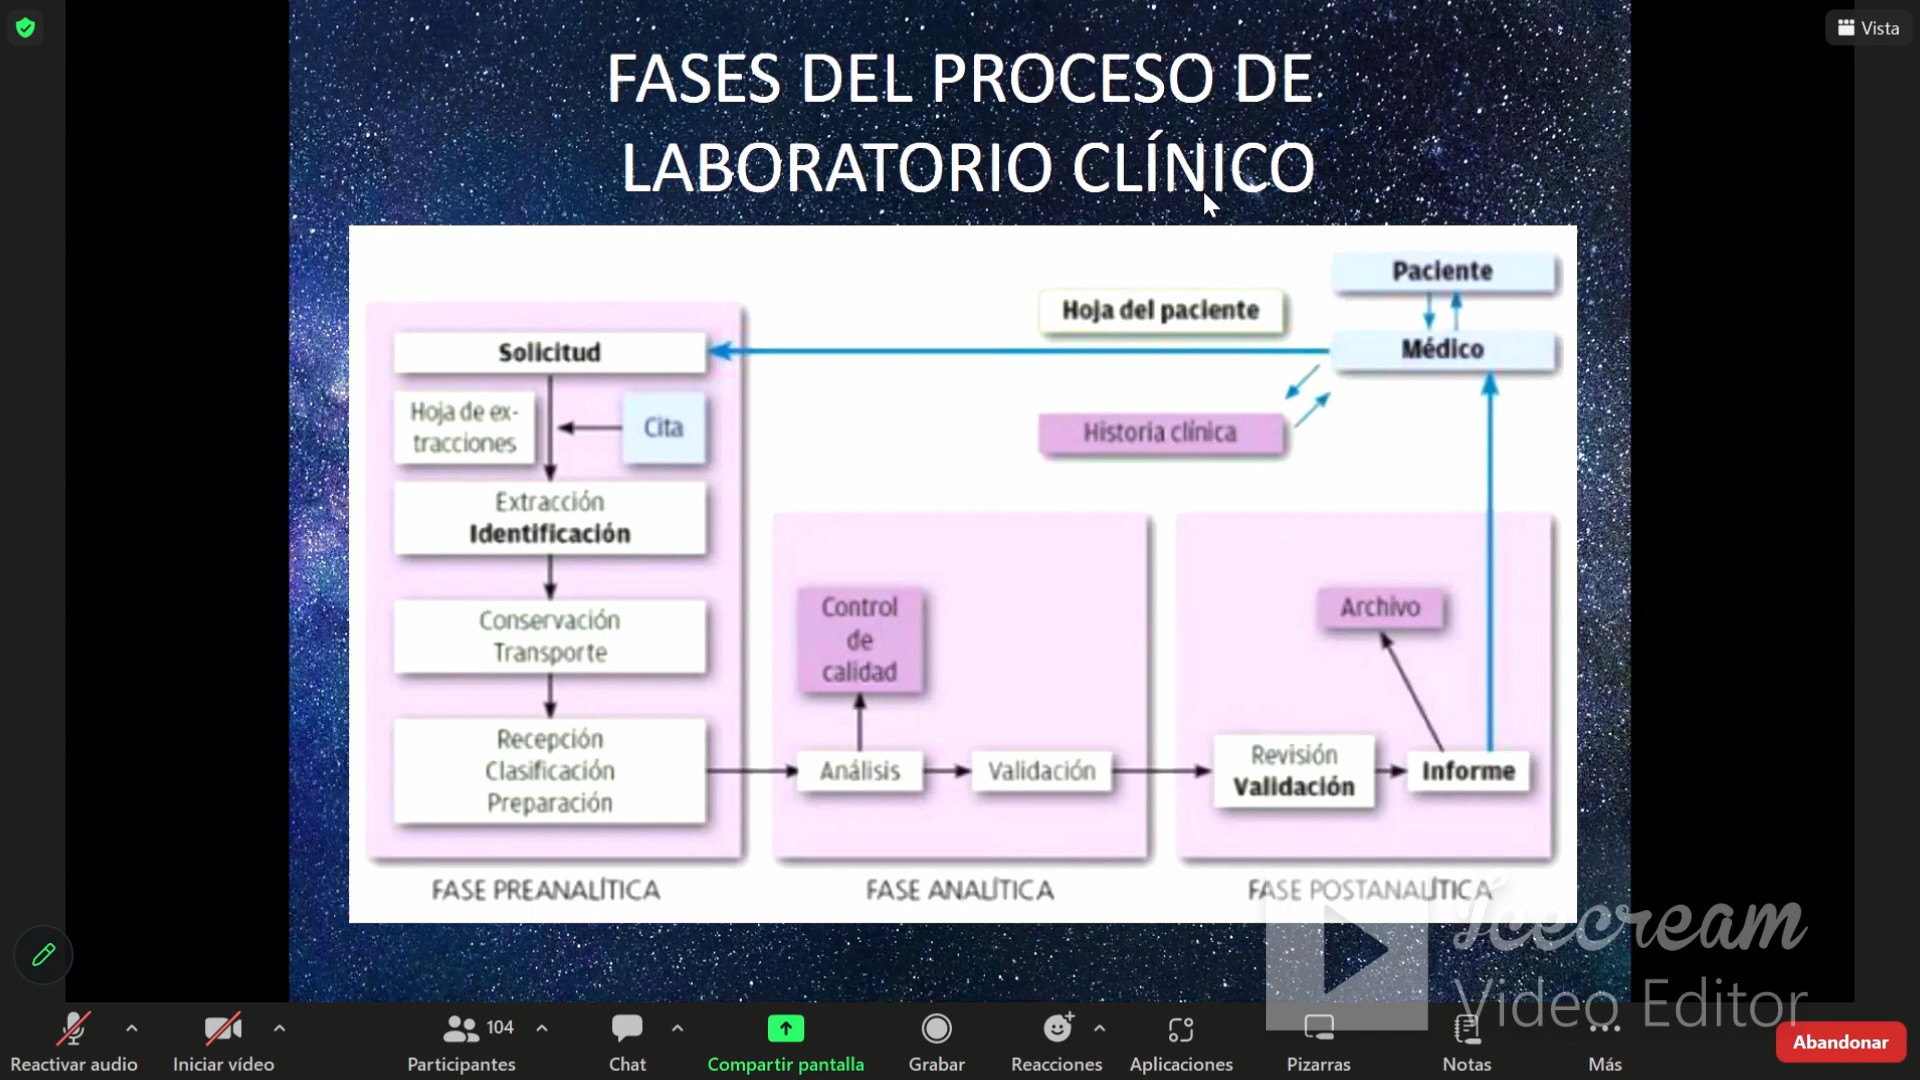 Vista
FASES DEL PROCESO DE
LABORATORIO CLÍNICO
Paciente
Hoja del paciente
Médico
Solicitud
Hoja de ex-
tracciones
Cita
Historia clínica
Extracción
Identificación
Conservación
Transporte
Recepción
Clasificación
Preparación
Control
de
calidad
Análisis
Validación
Archivo
Revisión
Validación
Informe
FASE PREANALÍTICA
FASE ANALÍTICA
FASE POSTANALÍTICA
Icecream
Video Editor
Reactivar audio
Iniciar vídeo
104
Participantes
Chat
Compartir pantalla
Grabar
Reacciones
Aplicaciones
Pizarras
Notas
Más
Abandonar